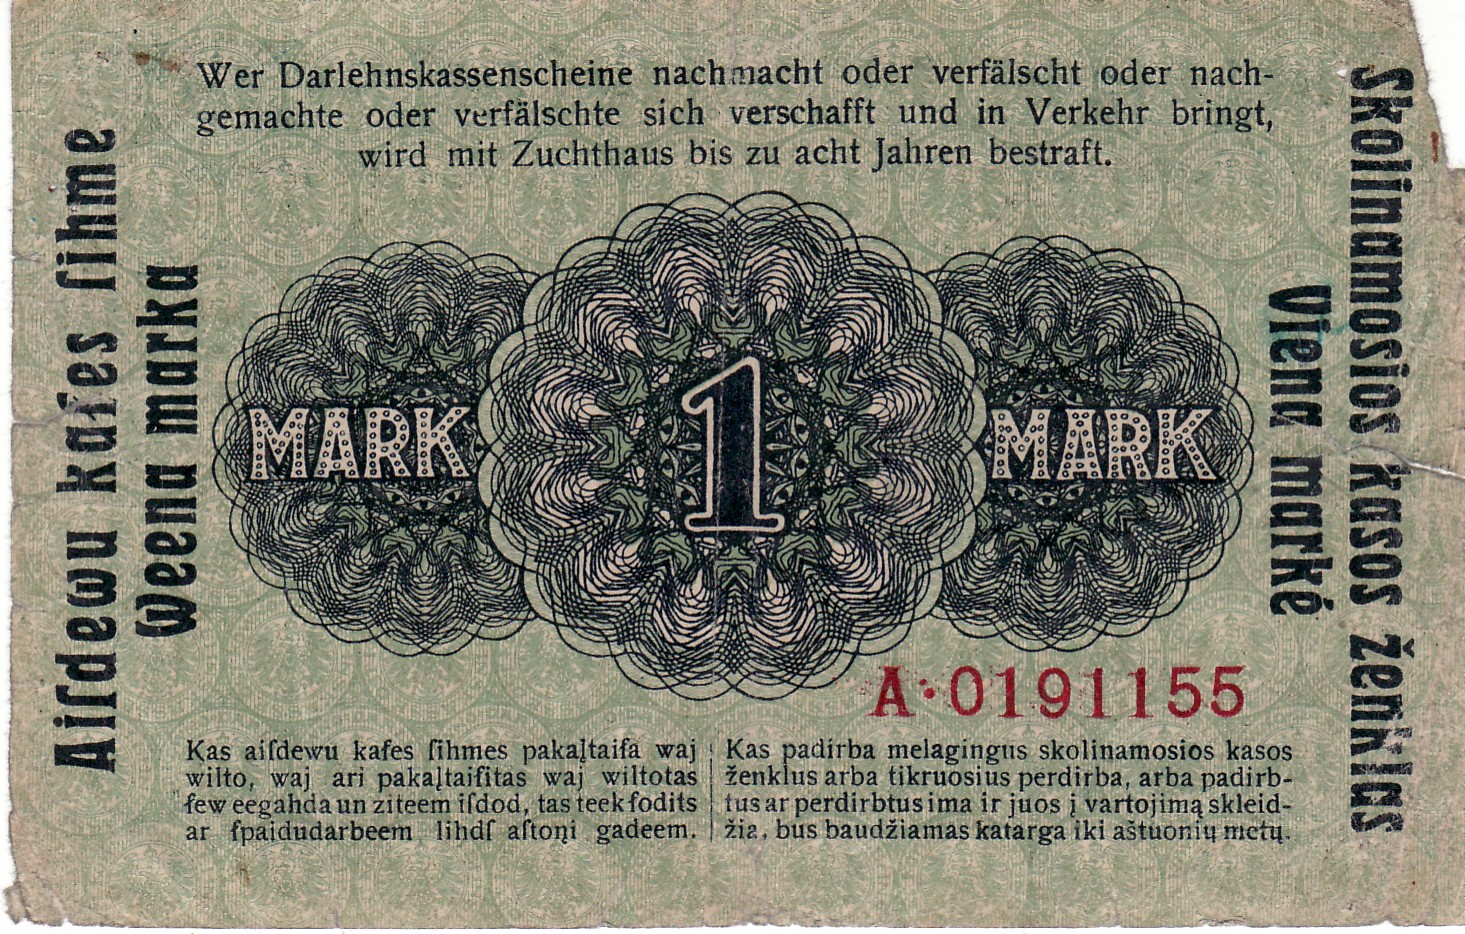 Wer Darlehnskassenscheine nachmacht oder verfälscht oder nach-
gemachte oder verfälschte sich verschafft und in Verkehr bringt,
wird mit Zuchthaus bis zu acht Jahren bestraft.
Aiſdewu kaſes ſihme
Weena marka
MARK
1
MARK
Skolinamosios kasos ženklas
Viena markė
A·0191155
Kas aiſdewu kaſes ſihmes pakaļtaiſa waj
wilto, waj ari pakaļtaiſitas waj wiltotas
ſew eegahda un ziteem iſdod, tas teek ſodits
ar ſpaidudarbeem lihdſ aſtoņi gadeem.
Kas padirba melagingus skolinamosios kasos
ženklus arba tikruosius perdirba, arba padirb-
tus ar perdirbtus ima ir juos į vartojimą skleid-
žia, bus baudžiamas katarga iki aštuonių metų.